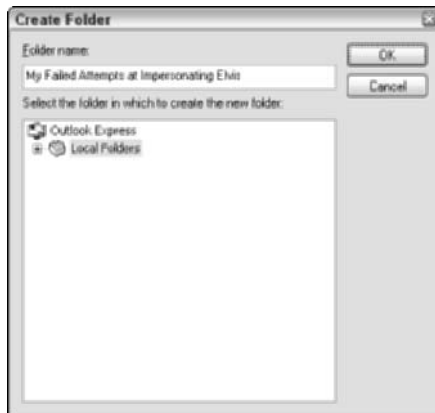 Create Folder
Folder name:
OK
My Failed Attempts at Impersonating Elvis
Cancel
Select the folder in which to create the new folder:
Outlook Express
Local Folders